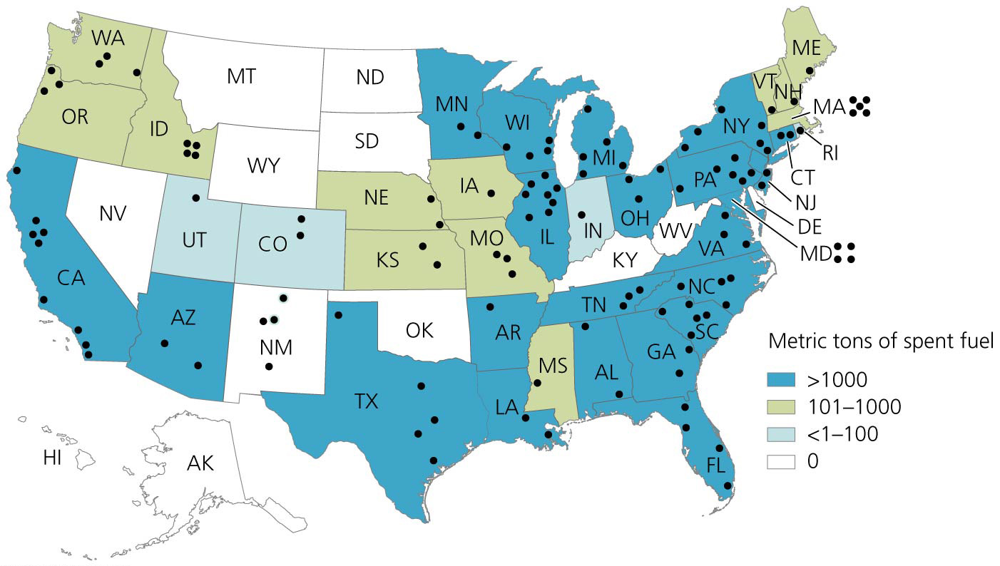 WA
MT
ND
ME
VT
NH
MN
MA
OR
ID
WI
NY
SD
MI
RI
WY
CT
PA
IA
NE
NJ
NV
OH
DE
UT
CO
IL
IN
WV
MD
MO
KS
VA
KY
CA
NC
TN
AZ
OK
AR
SC
NM
GA
MS
AL
TX
LA
FL
HI
AK
Metric tons of spent fuel
>1000
101–1000
<1–100
0